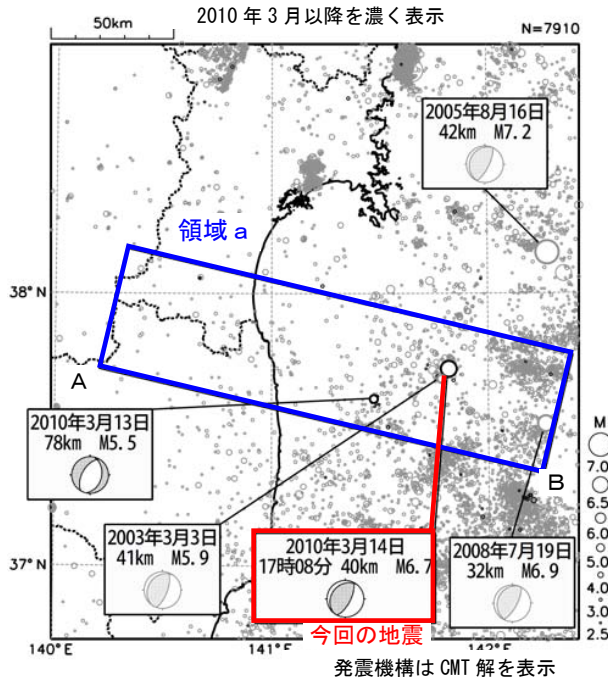 2010年3月以降を濃く表示
50km
N=7910
2005年8月16日
42km M7.2
領域a
38°N
A
2010年3月13日
78km M5.5
B
M
7.0
6.5
6.0
5.5
5.0
4.0
3.0
2.5
2003年3月3日
41km M5.9
2010年3月14日
17時08分 40km M6.7
2008年7月19日
32km M6.9
37°N
今回の地震
140°E
141°E
142°E
発震機構はCMT解を表示